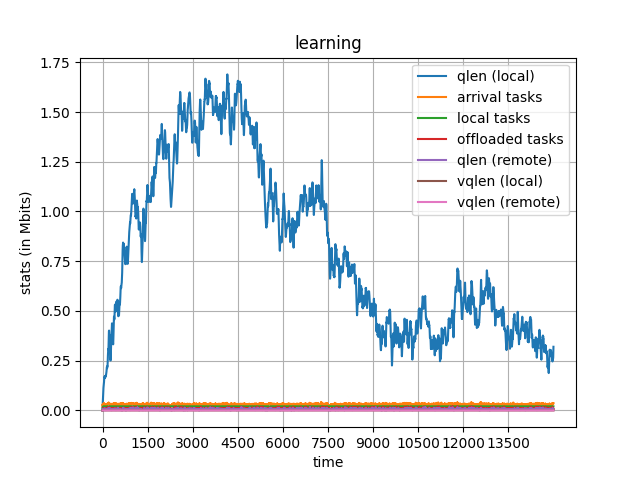 learning
1.75
1.50
1.25
1.00
0.75
0.50
0.25
0.00
stats (in Mbits)
qlen (local)
arrival tasks
local tasks
offloaded tasks
qlen (remote)
vqlen (local)
vqlen (remote)
0 1500 3000 4500 6000 7500 9000 10500 12000 13500
time